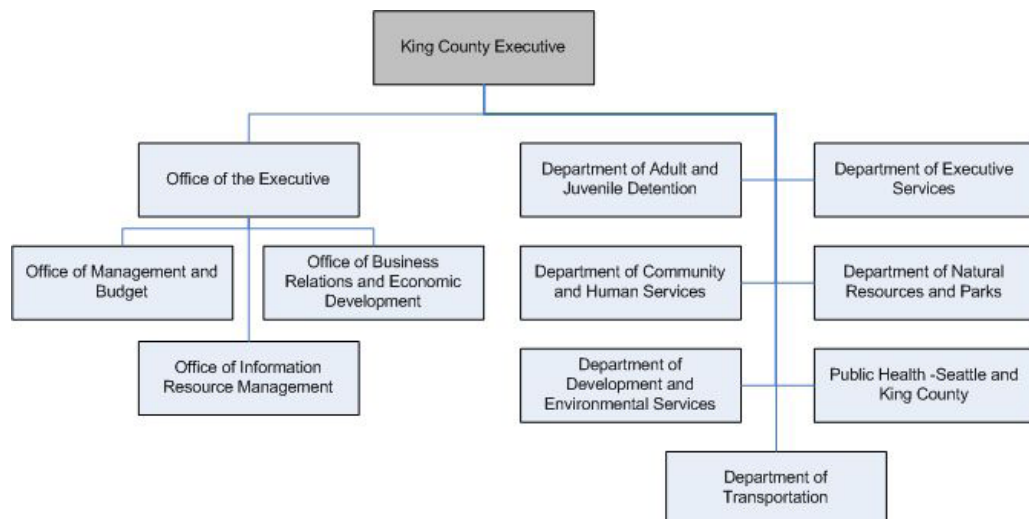 King County Executive
Office of the Executive
Department of Adult and
Juvenile Detention
Department of Executive
Services
Office of Management and
Budget
Office of Business
Relations and Economic
Development
Department of Community
and Human Services
Department of Natural
Resources and Parks
Office of Information
Resource Management
Department of
Development and
Environmental Services
Public Health -Seattle and
King County
Department of
Transportation